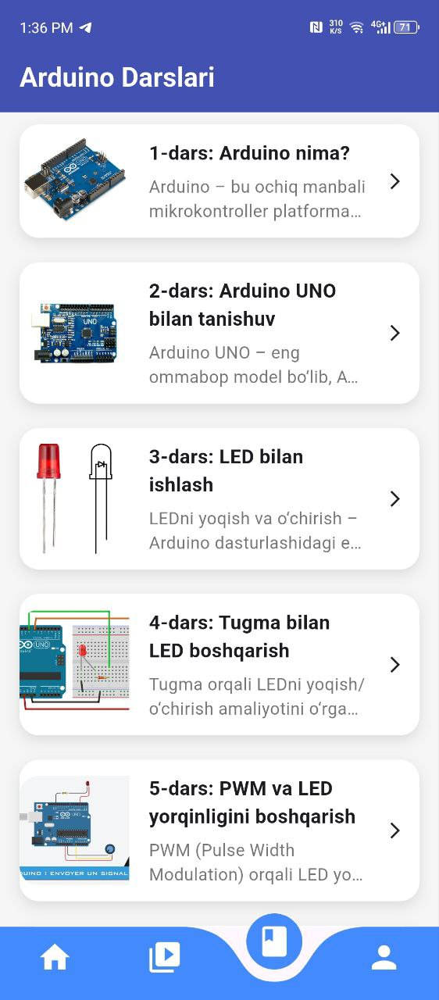 1:36 PM
310
K/S
4G+
71
Arduino Darslari
1-dars: Arduino nima?
Arduino – bu ochiq manbali
mikrokontroller platforma...
UNO
2-dars: Arduino UNO
bilan tanishuv
Arduino UNO – eng
ommabop model bo‘lib, A...
3-dars: LED bilan
ishlash
LEDni yoqish va o‘chirish –
Arduino dasturlashidagi e...
UNO
4-dars: Tugma bilan
LED boshqarish
Tugma orqali LEDni yoqish/
o‘chirish amaliyotini o‘rga...
UNO
DUINO : ENVOYER UN SIGNAL
5-dars: PWM va LED
yorqinligini boshqarish
PWM (Pulse Width
Modulation) orqali LED yo...